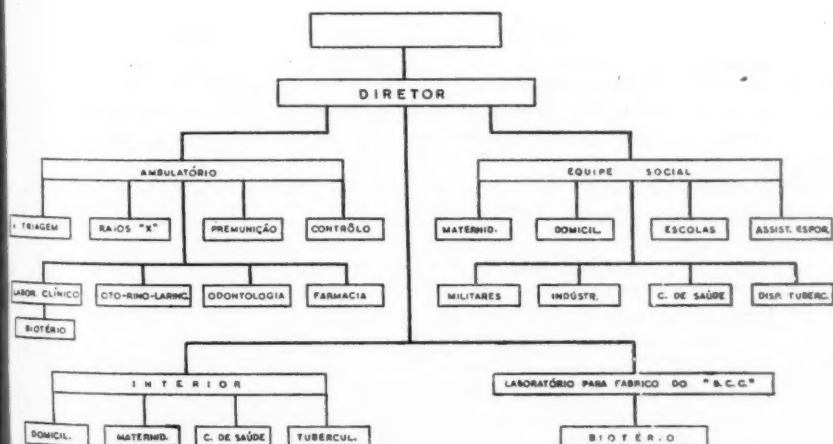 DIRETOR
AMBULATÓRIO
EQUIPE SOCIAL
TRIAGEM
RAIOS "X"
PREMUNIÇÃO
CONTRÔLO
MATERNID.
DOMICIL.
ESCOLAS
ASSIST. ESPOR.
LABOR. CLÍNICO
OTO-RINO-LARING.
ODONTOLOGIA
FARMACIA
MILITARES
INDÚSTR.
C. DE SAÚDE
DISP. TUBERC.
BIOTÉRIO
INTERIOR
LABORATÓRIO PARA FABRICO DO "B.C.G."
DOMICIL.
MATERNID.
C. DE SAÚDE
TUBERCUL.
BIOTÉRIO